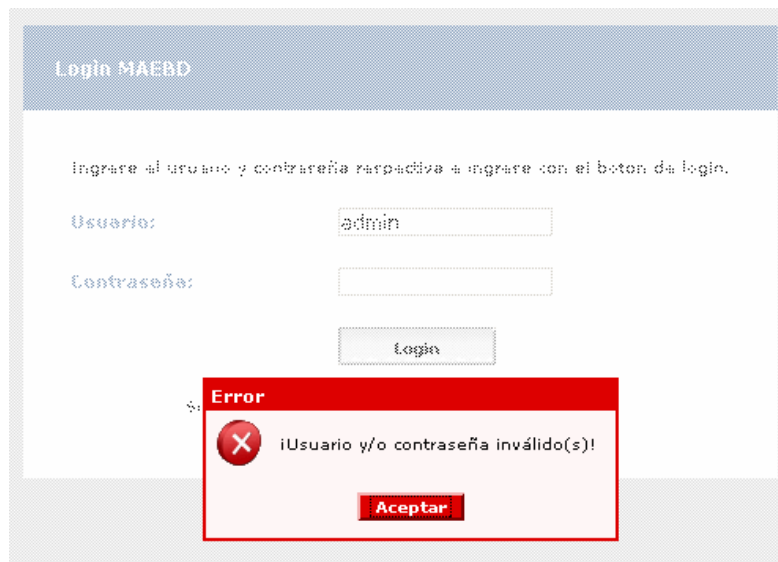 Login MAEBD
Ingrese el usuario y contraseña respectiva e ingrese con el boton de login.
Usuario:
admin
Contraseña:
Login
Error
¡Usuario y/o contraseña inválido(s)!
Aceptar